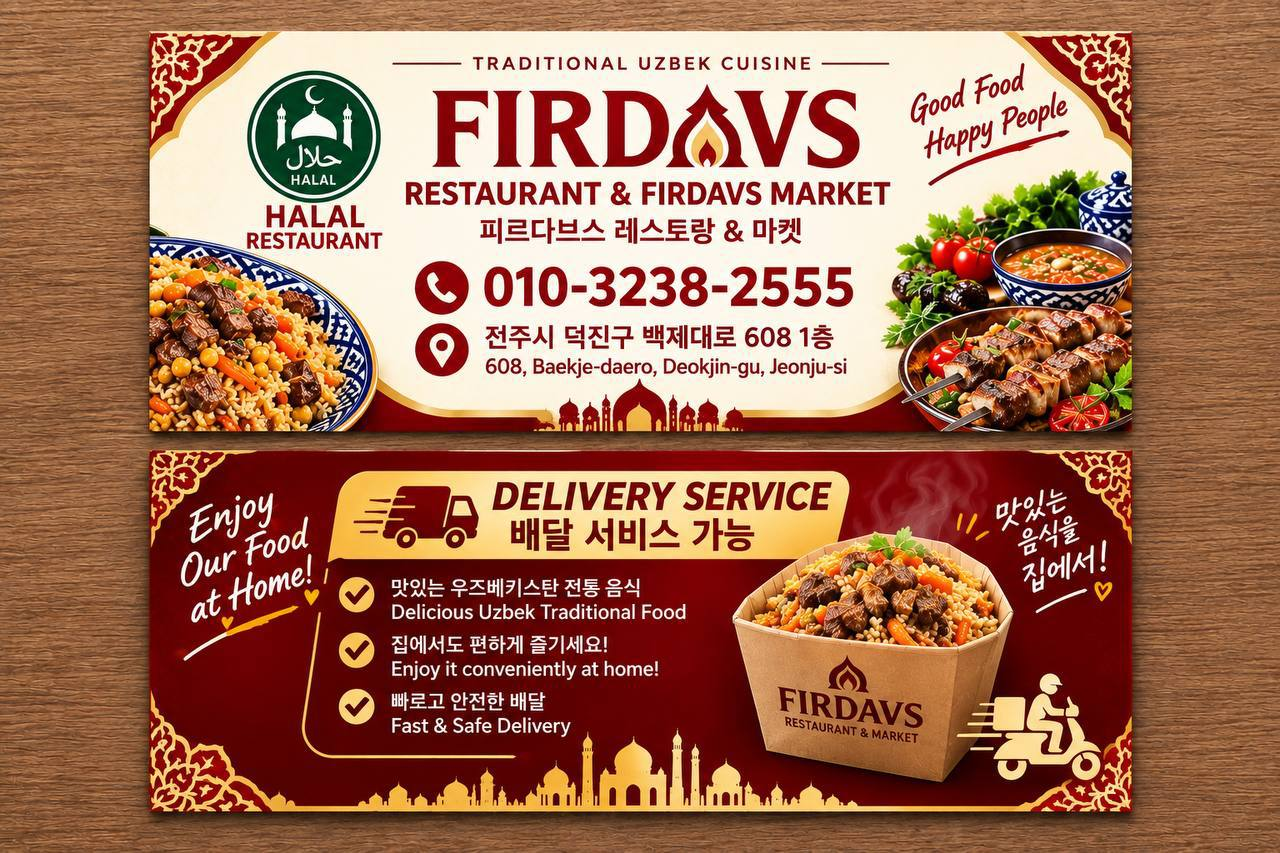 TRADITIONAL UZBEK CUISINE
FIRDAVS
RESTAURANT & FIRDAVS MARKET
피르다브스 레스토랑 & 마켓
حلال
HALAL
HALAL
RESTAURANT
Good Food
Happy People
010-3238-2555
전주시 덕진구 백제대로 608 1층
608, Baekje-daero, Deokjin-gu, Jeonju-si
Enjoy
Our Food
at Home!
DELIVERY SERVICE
배달 서비스 가능
맛있는 우즈베키스탄 전통 음식
Delicious Uzbek Traditional Food
집에서도 편하게 즐기세요!
Enjoy it conveniently at home!
빠로고 안전한 배달
Fast & Safe Delivery
맛있는
음식을
집에서!
FIRDAVS
RESTAURANT & MARKET